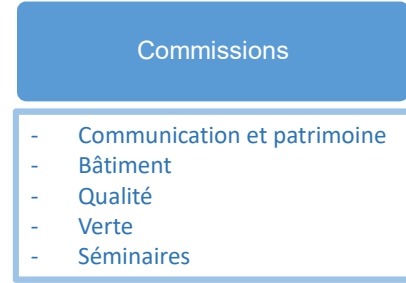 Commissions
- Communication et patrimoine
- Bâtiment
- Qualité
- Verte
- Séminaires